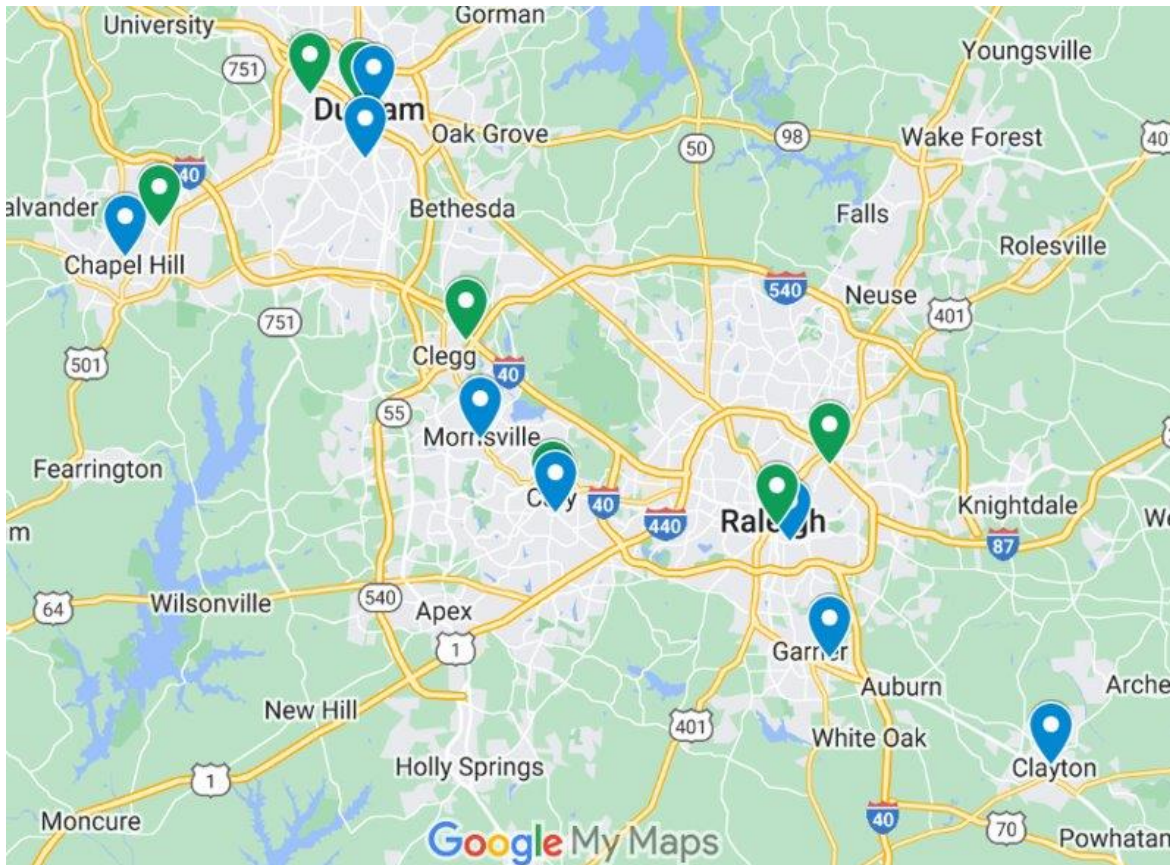 University
Gorman
Youngsville
751
Durham
Oak Grove
50
98
Wake Forest
40
40
alvander
Bethesda
Falls
Rolesville
Chapel Hill
540
Neuse
751
401
501
Clegg
40
55
Morrisville
Fearrington
Cary
40
Knightdale
440
Raleigh
We
m
87
64
Wilsonville
540
Apex
1
Garner
Auburn
Arche
New Hill
401
White Oak
Clayton
Holly Springs
1
Moncure
40
70
Powhatan
Google My Maps